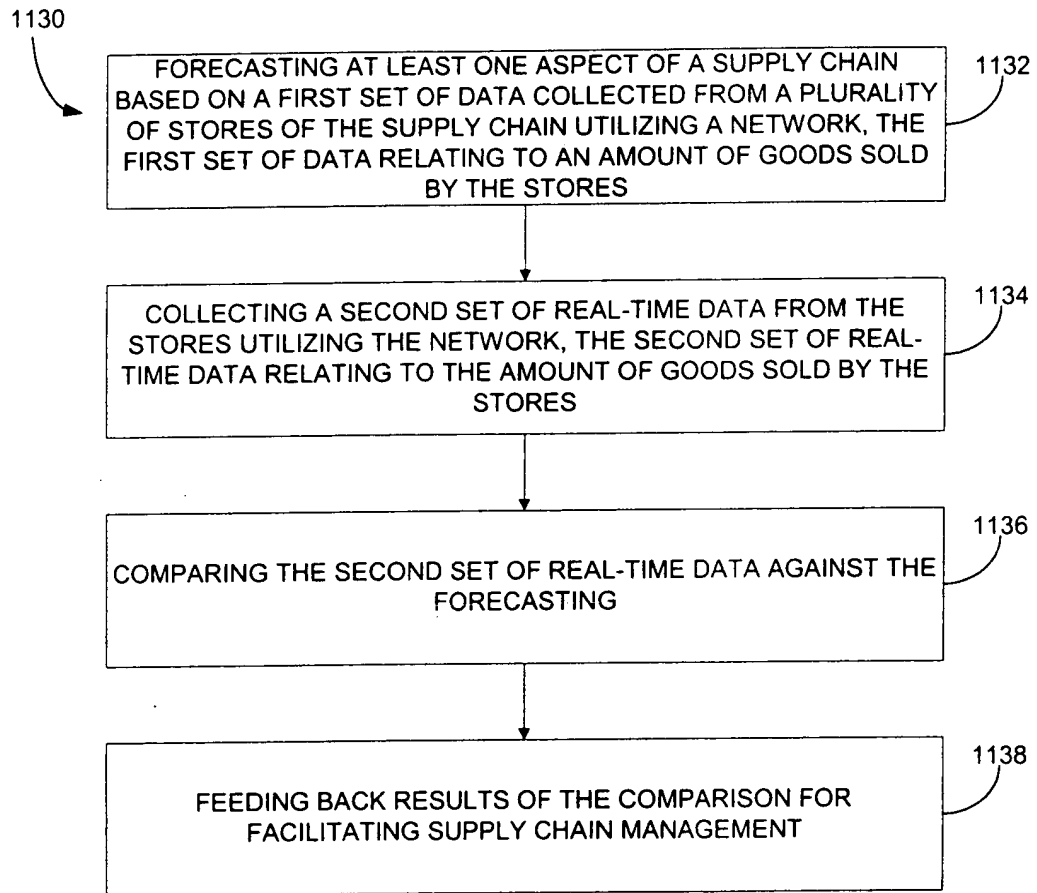 1130
FORECASTING AT LEAST ONE ASPECT OF A SUPPLY CHAIN
BASED ON A FIRST SET OF DATA COLLECTED FROM A PLURALITY
OF STORES OF THE SUPPLY CHAIN UTILIZING A NETWORK, THE
FIRST SET OF DATA RELATING TO AN AMOUNT OF GOODS SOLD
BY THE STORES
1132
COLLECTING A SECOND SET OF REAL-TIME DATA FROM THE
STORES UTILIZING THE NETWORK, THE SECOND SET OF REAL-
TIME DATA RELATING TO THE AMOUNT OF GOODS SOLD BY THE
STORES
1134
COMPARING THE SECOND SET OF REAL-TIME DATA AGAINST THE
FORECASTING
1136
FEEDING BACK RESULTS OF THE COMPARISON FOR
FACILITATING SUPPLY CHAIN MANAGEMENT
1138